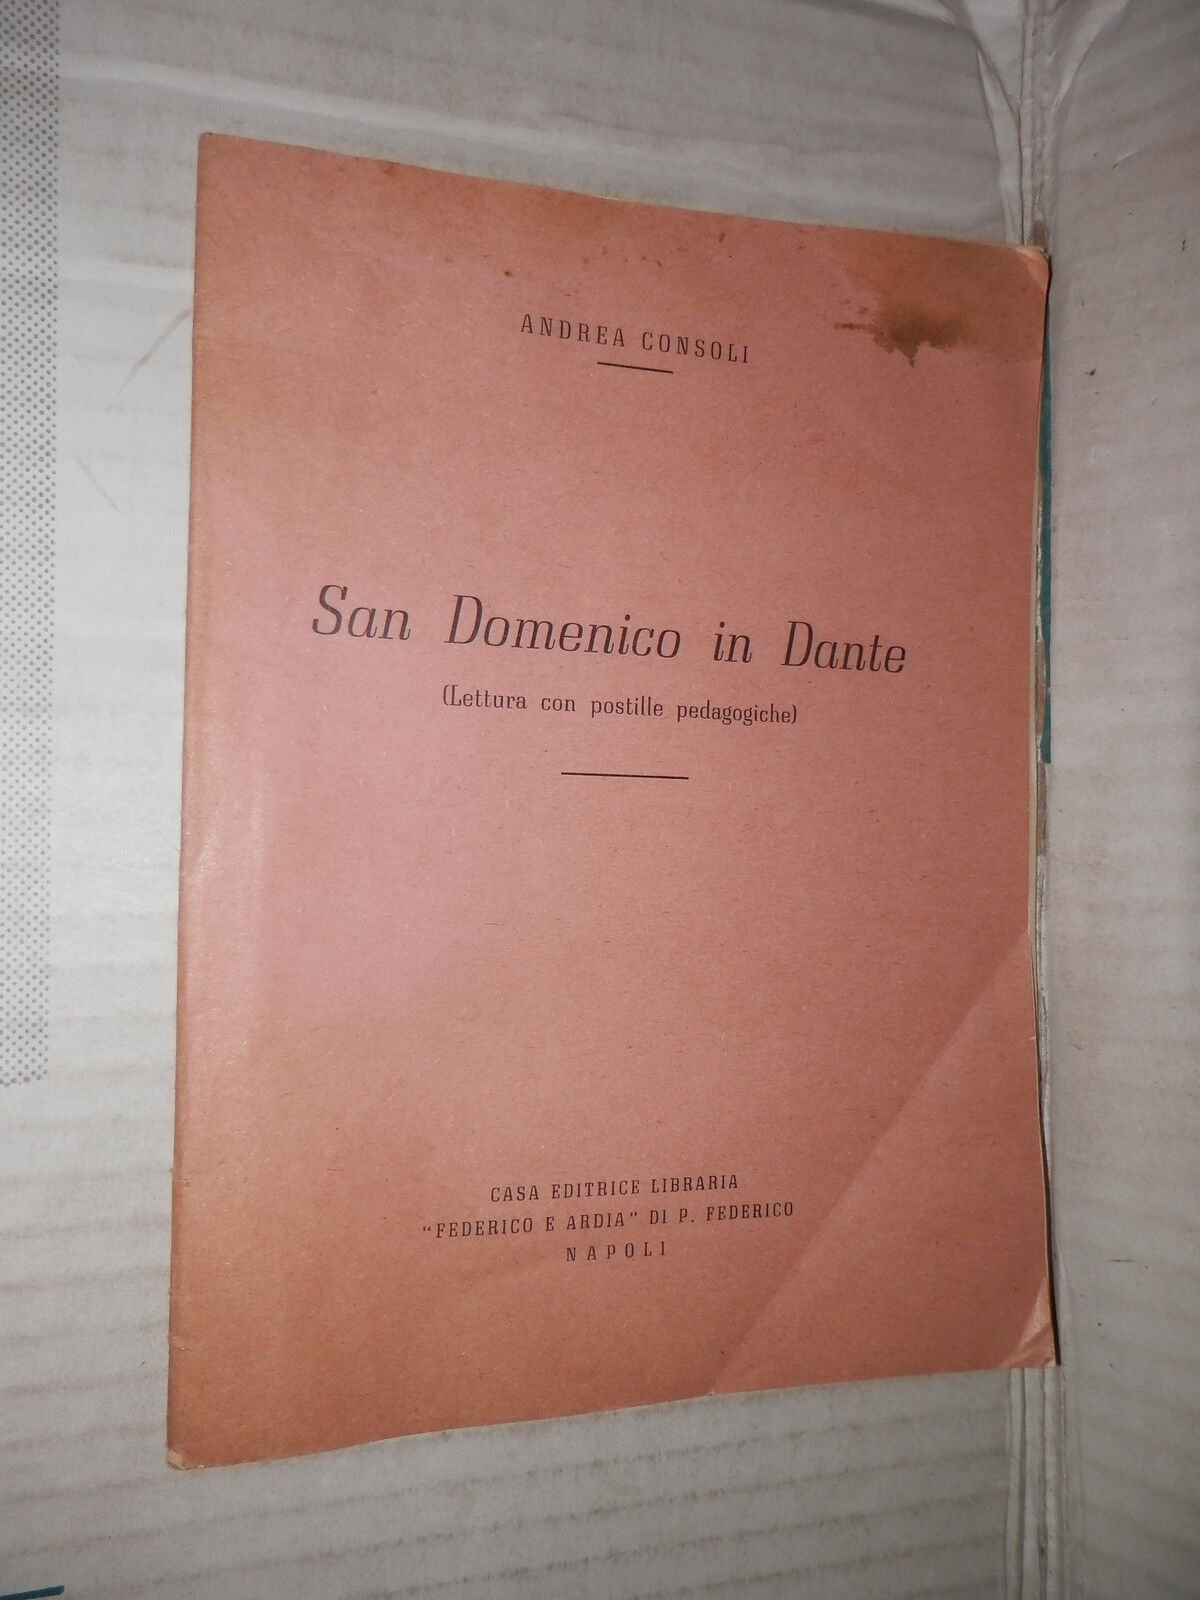 ANDREA CONSOLI
San Domenico in Dante
(Lettura con postille pedagogiche)
CASA EDITRICE LIBRARIA
“FEDERICO E ARDIA” DI P. FEDERICO
NAPOLI